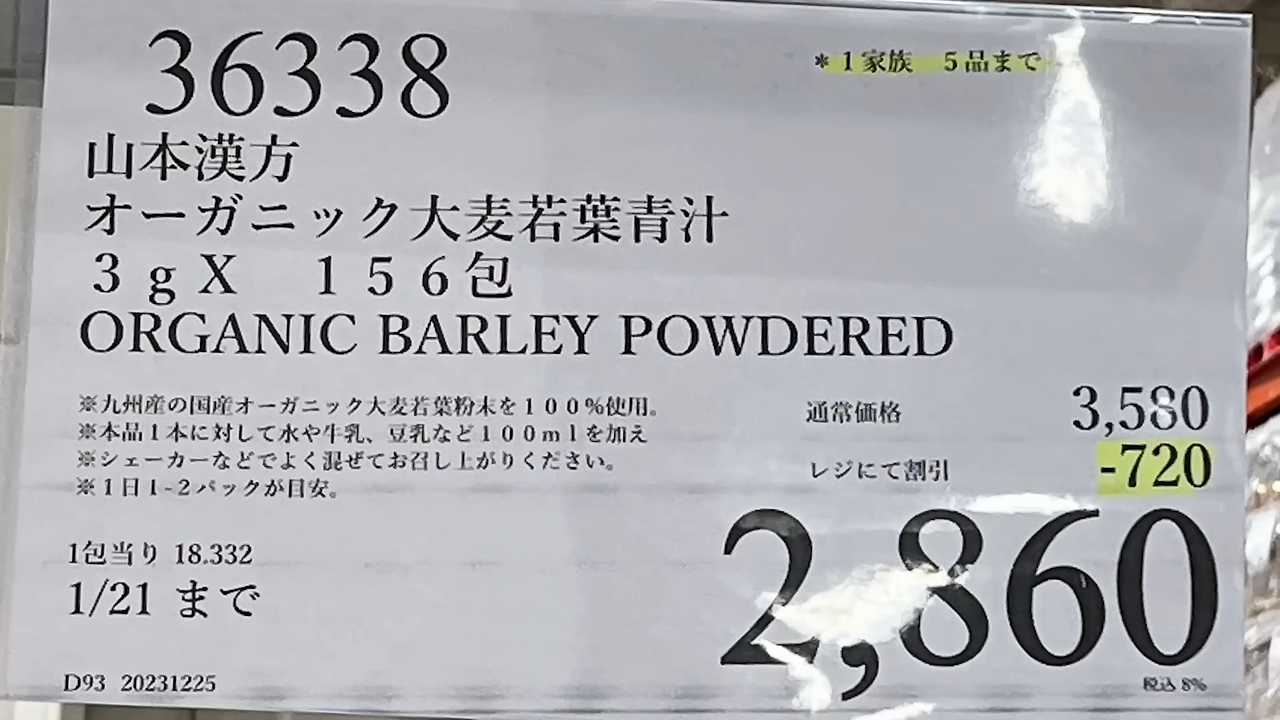 36338
＊１家族　５品まで
山本漢方
オーガニック大麦若葉青汁
３ｇＸ　１５６包
ORGANIC BARLEY POWDERED
※九州産の国産オーガニック大麦若葉粉末を１００%使用。
※本品１本に対して水や牛乳、豆乳など１００ｍｌを加え
※シェーカーなどでよく混ぜてお召し上がりください。
※１日１-２パックが目安。
通常価格 3,580
レジにて割引 -720
2,860
1包当り 18.332
1/21 まで
税込 8%
D93 20231225